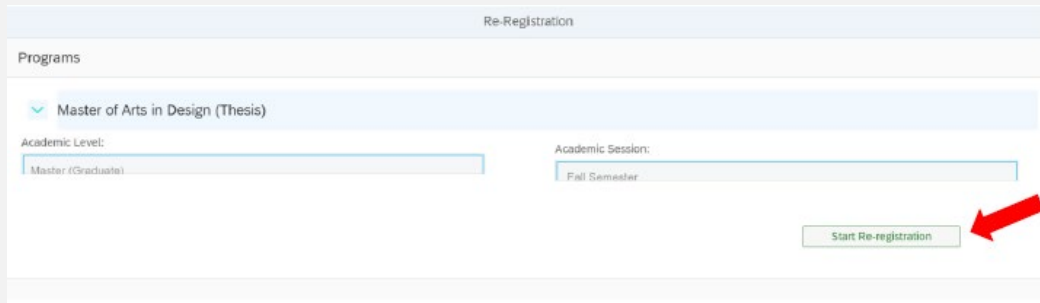 Re-Registration
Programs
Master of Arts in Design (Thesis)
Academic Level:
Academic Session:
Master (Graduate)
Fall Semester
Start Re-registration